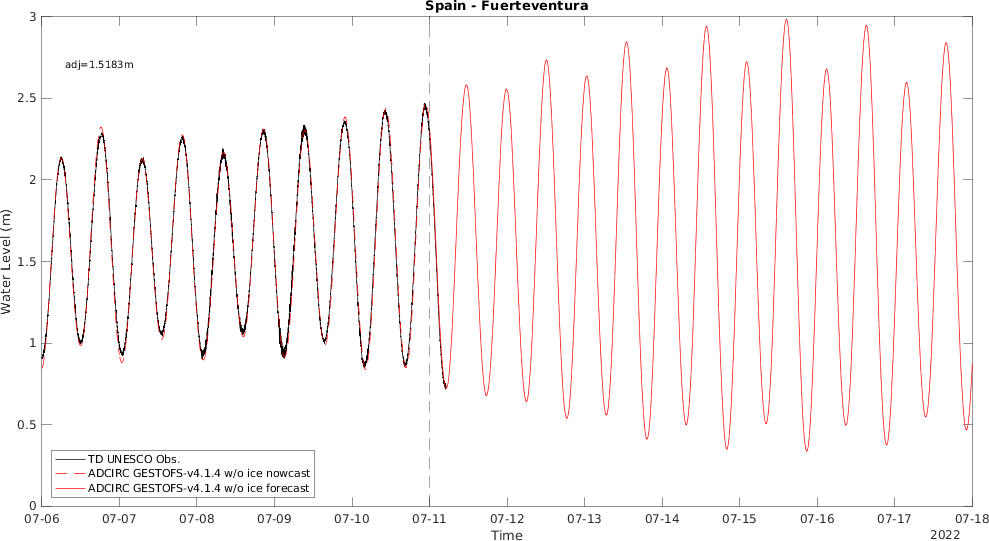 Spain - Fuerteventura
adj=1.5183m
Water Level (m)
3
2.5
2
1.5
1
0.5
0
TD UNESCO Obs.
ADCIRC GESTOFS-v4.1.4 w/o ice nowcast
ADCIRC GESTOFS-v4.1.4 w/o ice forecast
07-06 07-07 07-08 07-09 07-10 07-11 07-12 07-13 07-14 07-15 07-16 07-17 07-18
Time
2022